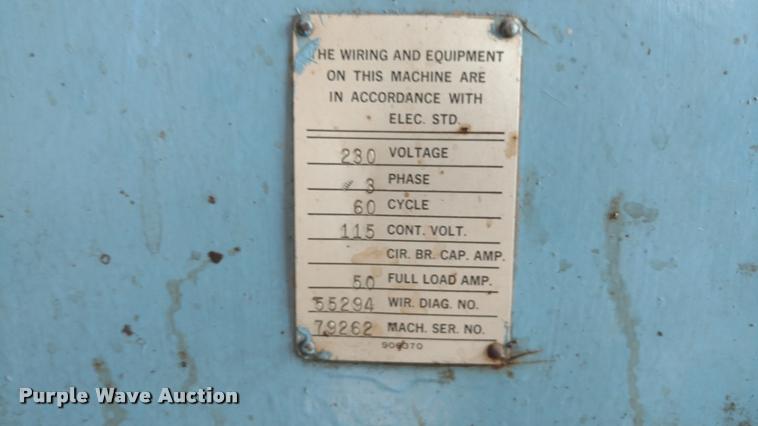 THE WIRING AND EQUIPMENT
ON THIS MACHINE ARE
IN ACCORDANCE WITH
ELEC. STD.
230 VOLTAGE
3 PHASE
60 CYCLE
115 CONT. VOLT.
CIR. BR. CAP. AMP.
50 FULL LOAD AMP.
55294 WIR. DIAG. NO.
79262 MACH. SER. NO.
Purple Wave Auction